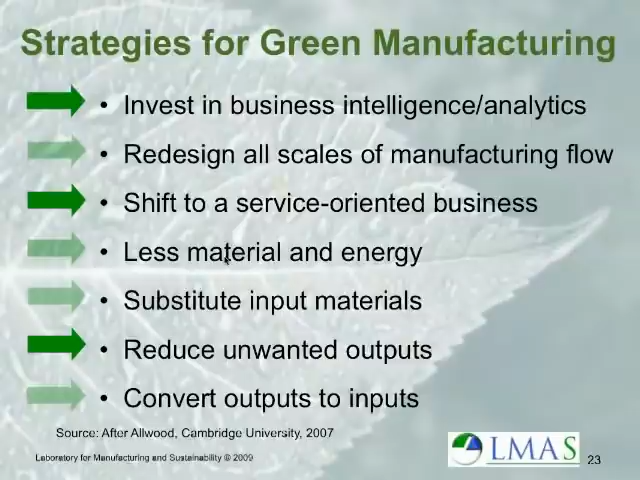 Strategies for Green Manufacturing
• Invest in business intelligence/analytics
• Redesign all scales of manufacturing flow
• Shift to a service-oriented business
• Less material and energy
• Substitute input materials
• Reduce unwanted outputs
• Convert outputs to inputs
Source: After Allwood, Cambridge University, 2007
Laboratory for Manufacturing and Sustainability © 2009
LMAS
23